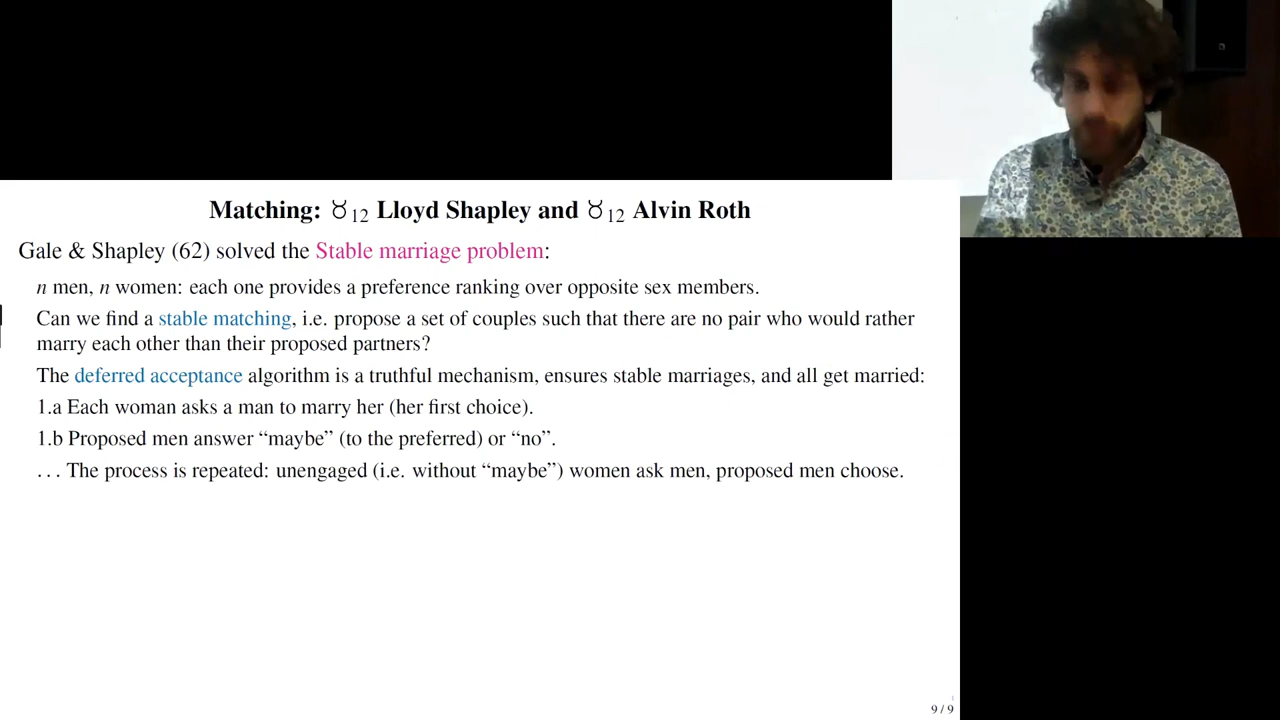 Matching: ♉12 Lloyd Shapley and ♉12 Alvin Roth
Gale & Shapley (62) solved the Stable marriage problem:
n men, n women: each one provides a preference ranking over opposite sex members.
Can we find a stable matching, i.e. propose a set of couples such that there are no pair who would rather
marry each other than their proposed partners?
The deferred acceptance algorithm is a truthful mechanism, ensures stable marriages, and all get married:
1.a Each woman asks a man to marry her (her first choice).
1.b Proposed men answer “maybe” (to the preferred) or “no”.
... The process is repeated: unengaged (i.e. without “maybe”) women ask men, proposed men choose.
9 / 9